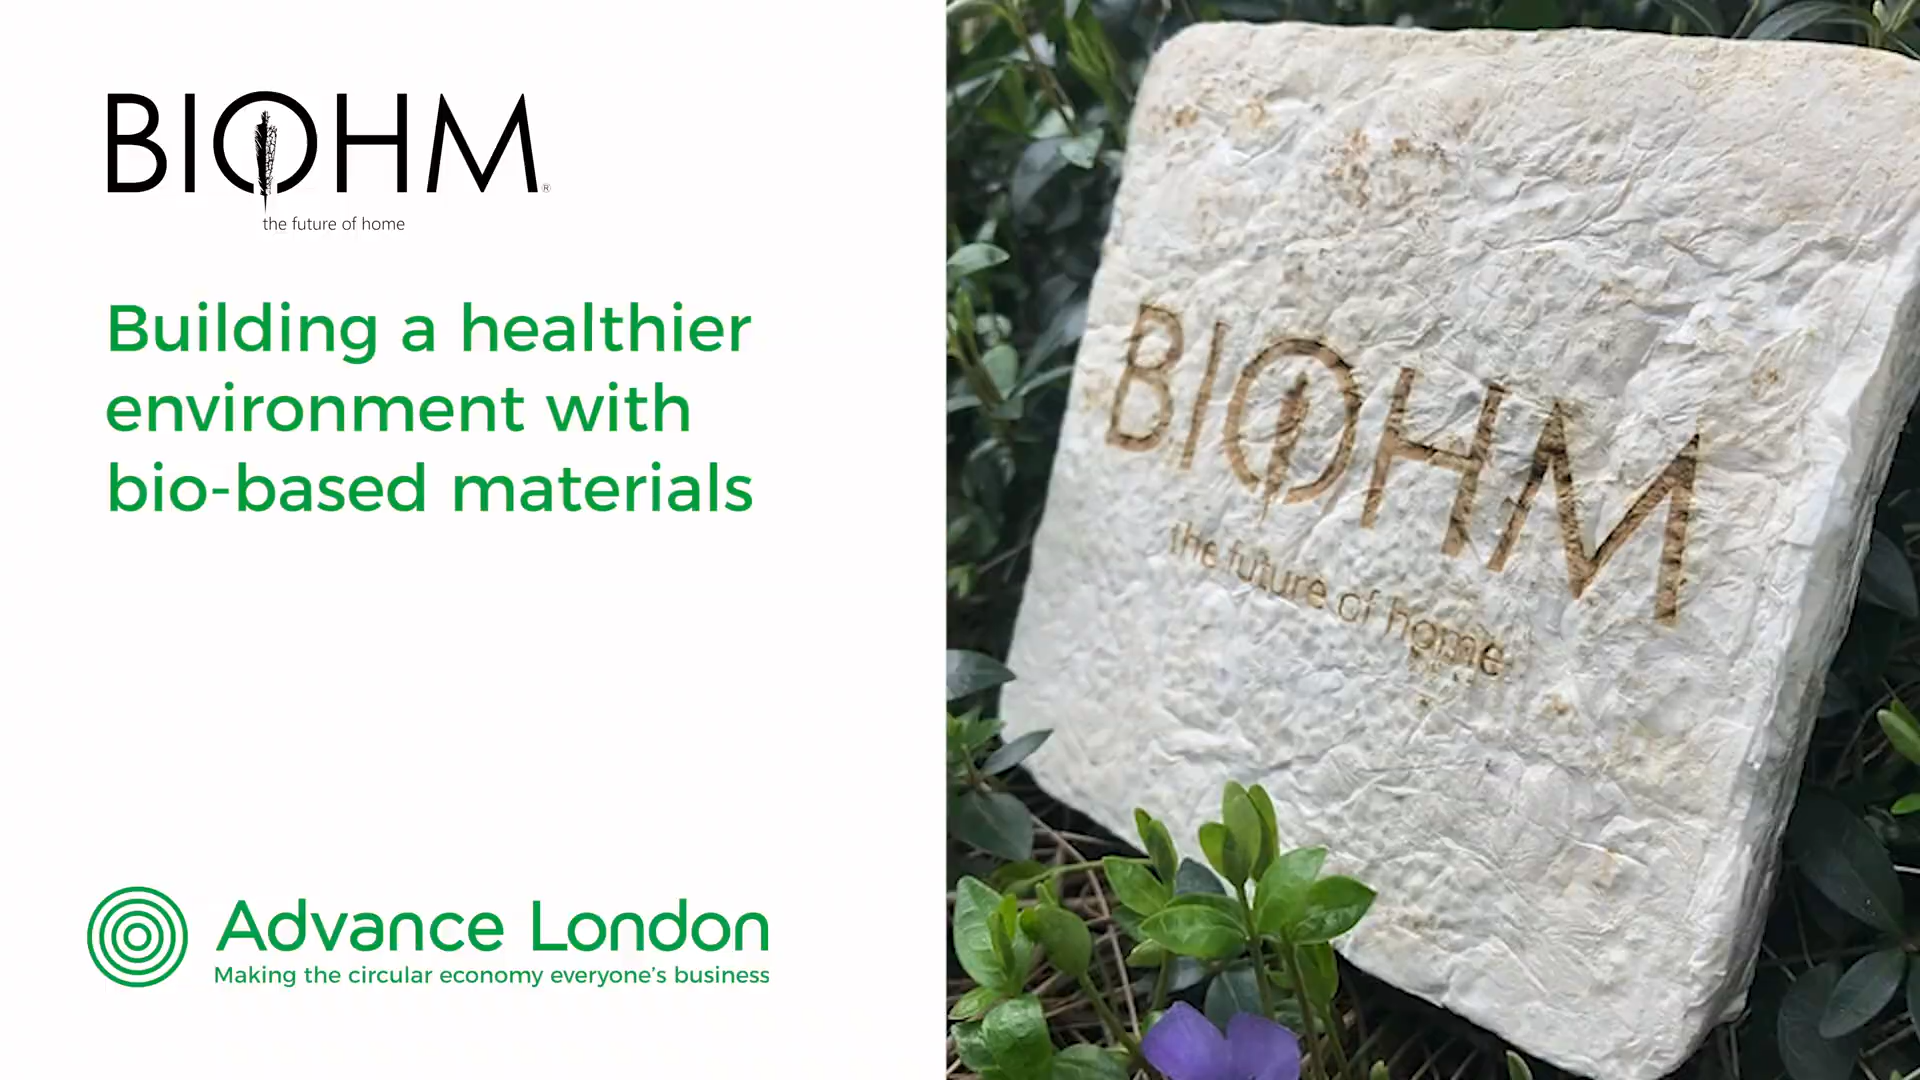 BIOHM®
the future of home
Building a healthier
environment with
bio-based materials
Advance London
Making the circular economy everyone's business
BIOHM
the future of home